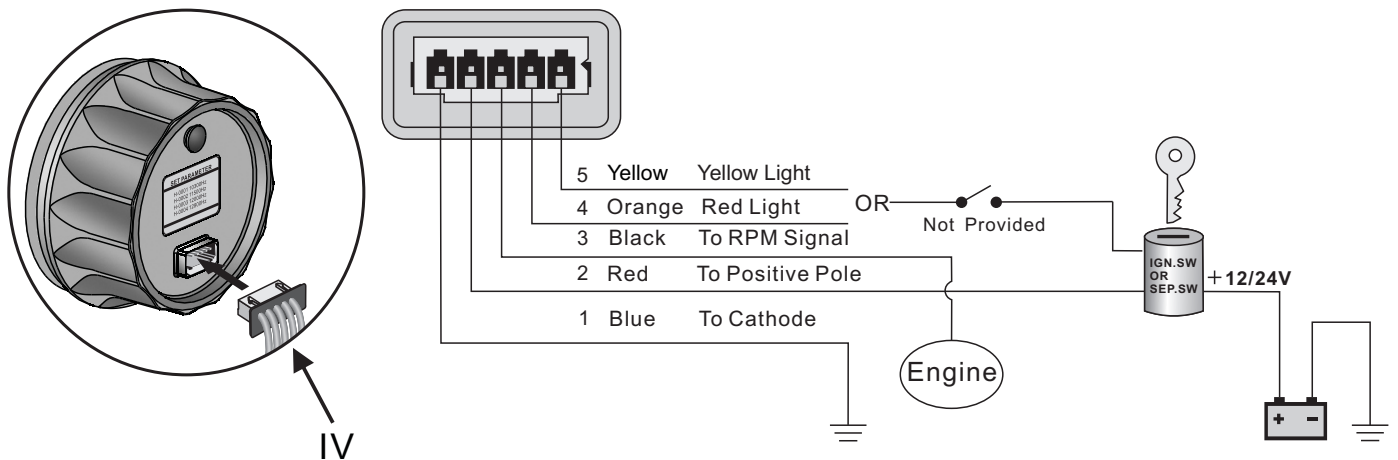 SET PARAMETER
IV
5 Yellow Yellow Light
4 Orange Red Light
OR
Not Provided
3 Black To RPM Signal
2 Red To Positive Pole
1 Blue To Cathode
Engine
IGN.SW
OR
SEP.SW
+12/24V
+ -